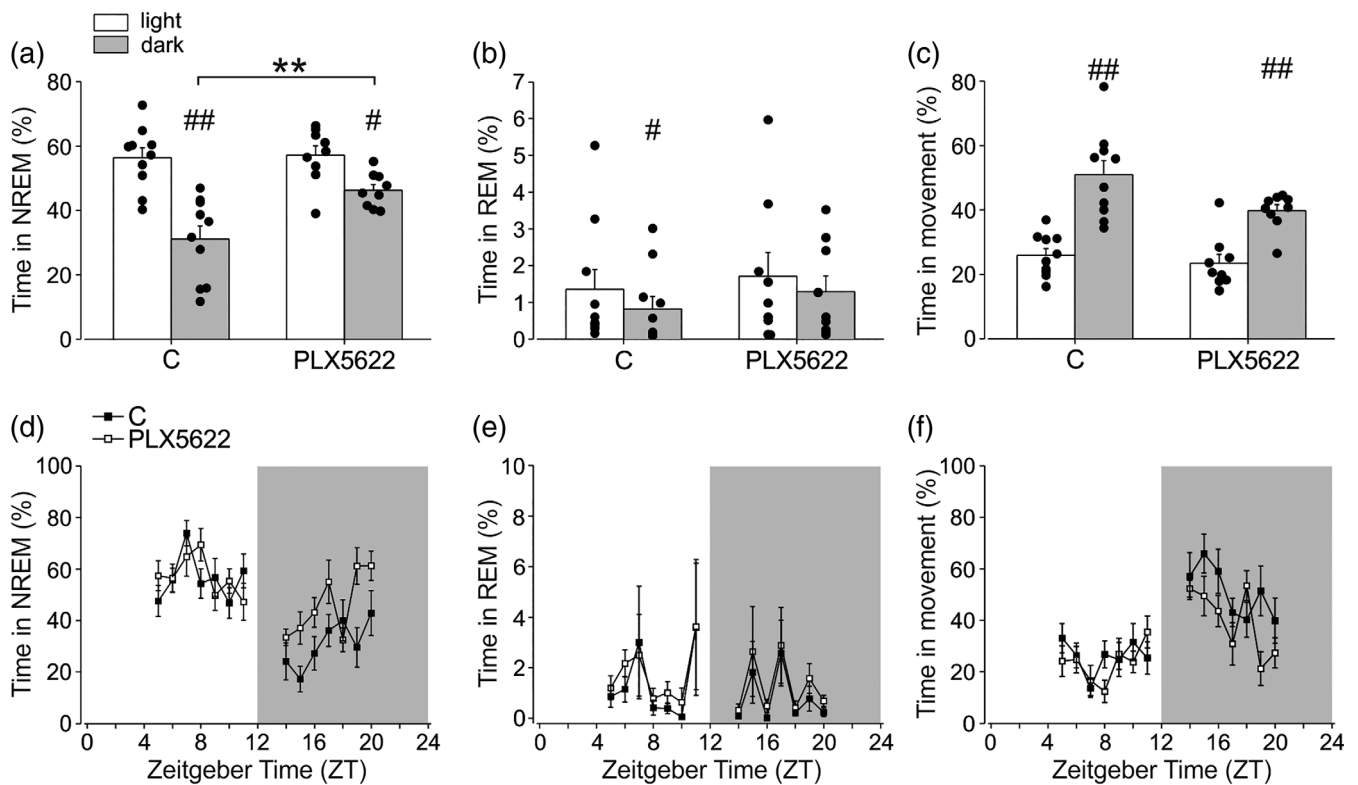 light
dark
(a)
(b)
(c)
**
## # # ## ##
Time in NREM (%)
80
60
40
20
0
C PLX5622
Time in REM (%)
7
6
5
4
3
2
1
0
C PLX5622
Time in movement (%)
80
60
40
20
0
C PLX5622
(d)
C
PLX5622
(e)
(f)
Time in NREM (%)
100
80
60
40
20
0
0 4 8 12 16 20 24
Zeitgeber Time (ZT)
Time in REM (%)
10
8
6
4
2
0
0 4 8 12 16 20 24
Zeitgeber Time (ZT)
Time in movement (%)
100
80
60
40
20
0
0 4 8 12 16 20 24
Zeitgeber Time (ZT)